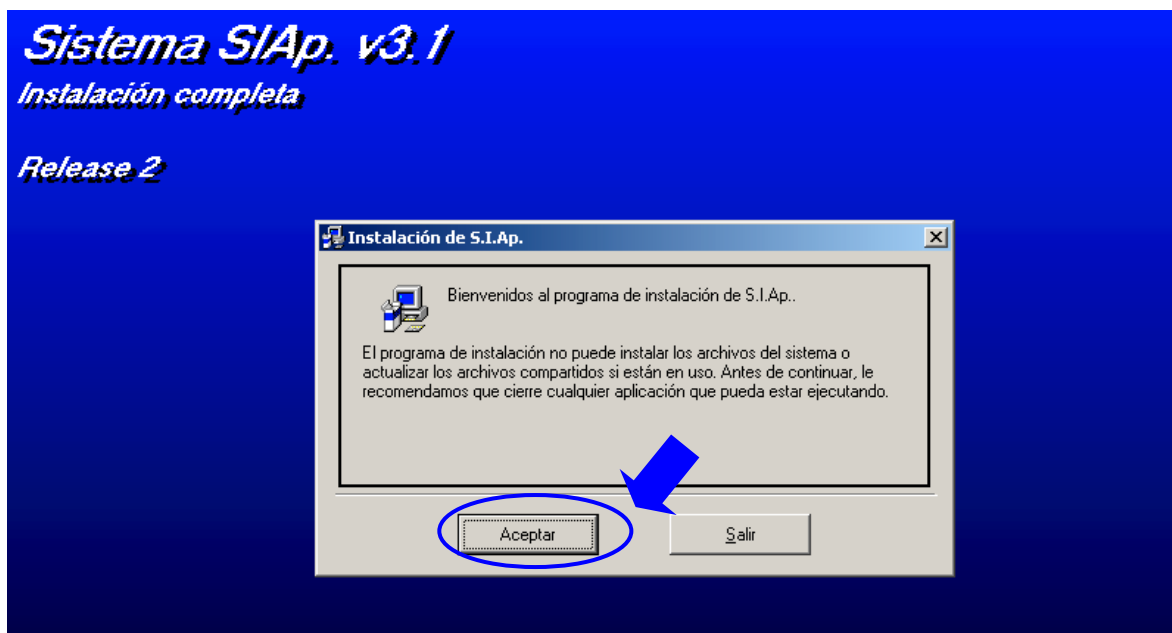 Sistema SIAp. v3.1
Instalación completa
Release 2
Instalación de S.I.Ap.
Bienvenidos al programa de instalación de S.I.Ap..
El programa de instalación no puede instalar los archivos del sistema o
actualizar los archivos compartidos si están en uso. Antes de continuar, le
recomendamos que cierre cualquier aplicación que pueda estar ejecutando.
Aceptar
Salir